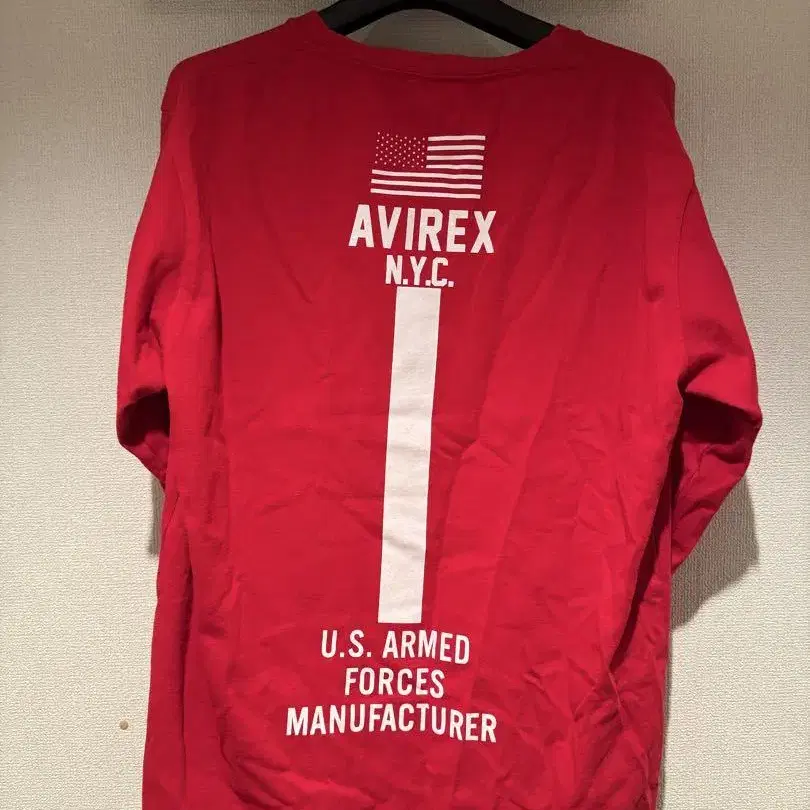 AVIREX
N.Y.C.
U.S. ARMED
FORCES
MANUFACTURER